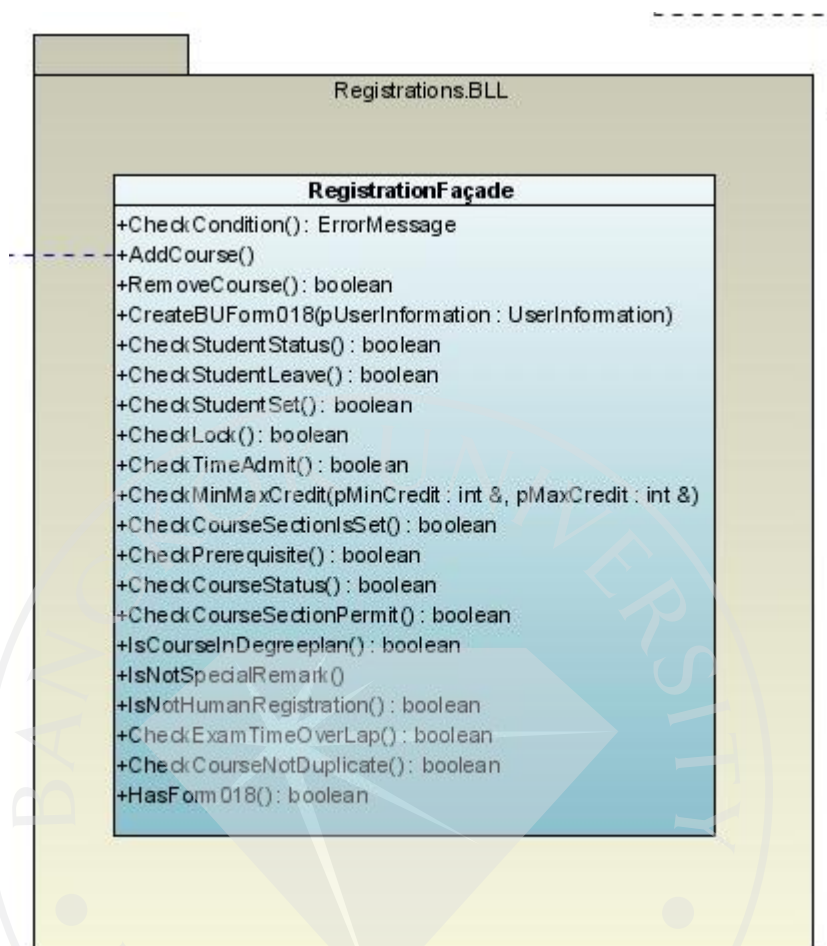 Registrations.BLL
RegistrationFaçade
+CheckCondition() : ErrorMessage
+AddCourse()
+RemoveCourse() : boolean
+CreateBUForm018(pUserInformation : UserInformation)
+CheckStudentStatus() : boolean
+CheckStudentLeave() : boolean
+CheckStudentSet() : boolean
+CheckLock() : boolean
+CheckTimeAdmit() : boolean
+CheckMinMaxCredit(pMinCredit : int &, pMaxCredit : int &)
+CheckCourseSectionIsSet() : boolean
+CheckPrerequisite() : boolean
+CheckCourseStatus() : boolean
+CheckCourseSectionPermit() : boolean
+IsCourseInDegreeplan() : boolean
+IsNotSpecialRemark()
+IsNotHumanRegistration() : boolean
+CheckExamTimeOverLap() : boolean
+CheckCourseNotDuplicate() : boolean
+HasForm018() : boolean
UNIVERSITY